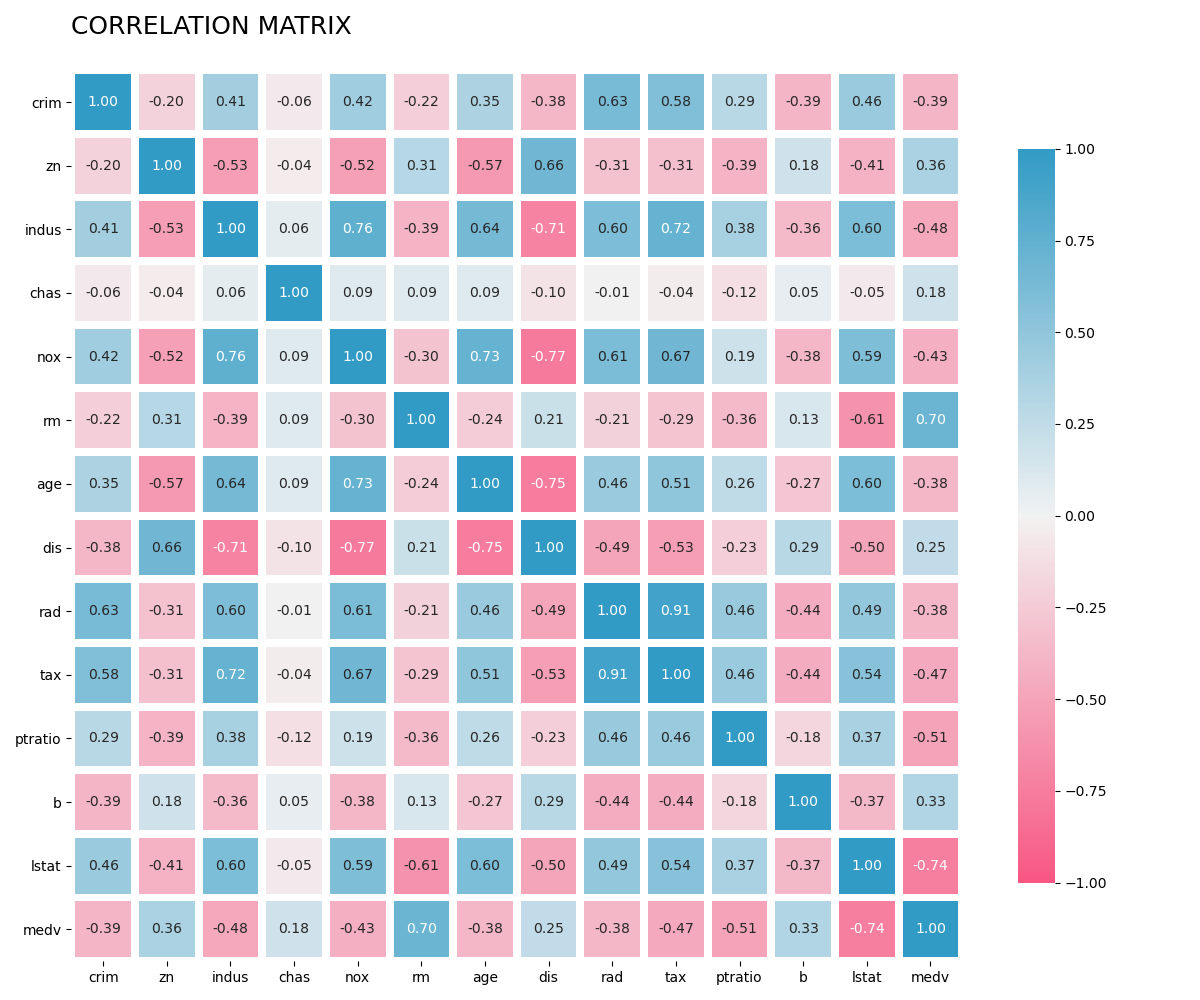 CORRELATION MATRIX
crim 1.00 -0.20 0.41 -0.06 0.42 -0.22 0.35 -0.38 0.63 0.58 0.29 -0.39 0.46 -0.39
zn -0.20 1.00 -0.53 -0.04 -0.52 0.31 -0.57 0.66 -0.31 -0.31 -0.39 0.18 -0.41 0.36
1.00
indus 0.41 -0.53 1.00 0.06 0.76 -0.39 0.64 -0.71 0.60 0.72 0.38 -0.36 0.60 -0.48
0.75
chas -0.06 -0.04 0.06 1.00 0.09 0.09 0.09 -0.10 -0.01 -0.04 -0.12 0.05 -0.05 0.18
0.50
nox 0.42 -0.52 0.76 0.09 1.00 -0.30 0.73 -0.77 0.61 0.67 0.19 -0.38 0.59 -0.43
rm -0.22 0.31 -0.39 0.09 -0.30 1.00 -0.24 0.21 -0.21 -0.29 -0.36 0.13 -0.61 0.70
0.25
age 0.35 -0.57 0.64 0.09 0.73 -0.24 1.00 -0.75 0.46 0.51 0.26 -0.27 0.60 -0.38
0.00
dis -0.38 0.66 -0.71 -0.10 -0.77 0.21 -0.75 1.00 -0.49 -0.53 -0.23 0.29 -0.50 0.25
−0.25
rad 0.63 -0.31 0.60 -0.01 0.61 -0.21 0.46 -0.49 1.00 0.91 0.46 -0.44 0.49 -0.38
tax 0.58 -0.31 0.72 -0.04 0.67 -0.29 0.51 -0.53 0.91 1.00 0.46 -0.44 0.54 -0.47
−0.50
ptratio 0.29 -0.39 0.38 -0.12 0.19 -0.36 0.26 -0.23 0.46 0.46 1.00 -0.18 0.37 -0.51
−0.75
b -0.39 0.18 -0.36 0.05 -0.38 0.13 -0.27 0.29 -0.44 -0.44 -0.18 1.00 -0.37 0.33
lstat 0.46 -0.41 0.60 -0.05 0.59 -0.61 0.60 -0.50 0.49 0.54 0.37 -0.37 1.00 -0.74
−1.00
medv -0.39 0.36 -0.48 0.18 -0.43 0.70 -0.38 0.25 -0.38 -0.47 -0.51 0.33 -0.74 1.00
crim zn indus chas nox rm age dis rad tax ptratio b lstat medv